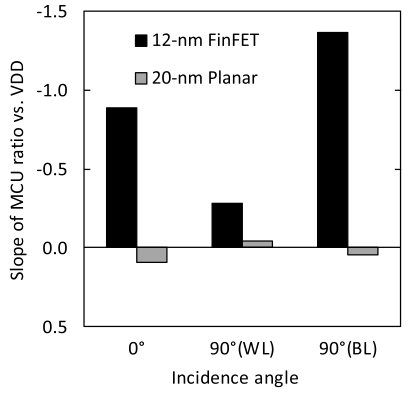 -1.5
12-nm FinFET
20-nm Planar
-1.0
-0.5
0.0
0.5
Slope of MCU ratio vs. VDD
0° 90°(WL) 90°(BL)
Incidence angle